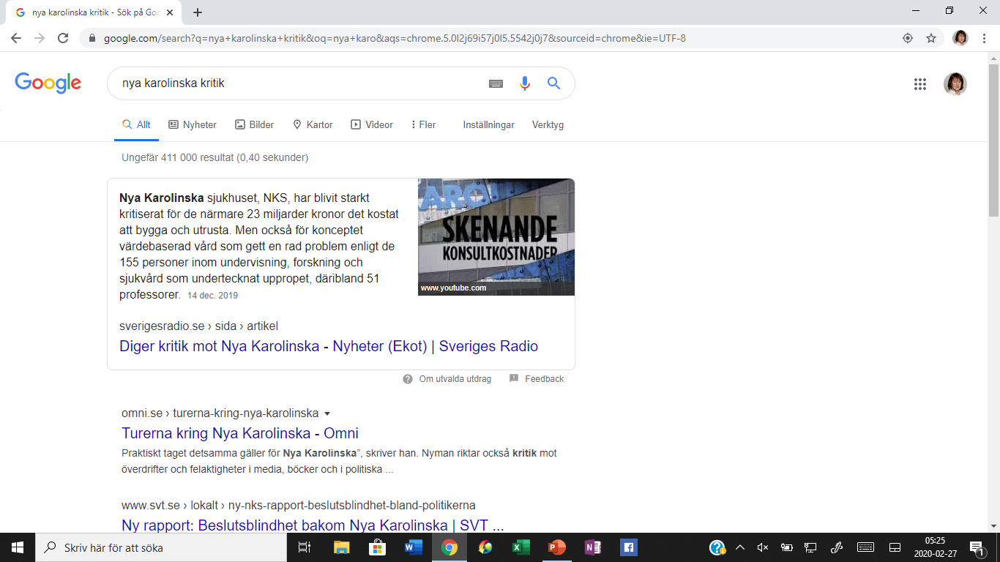 nya karolinska kritik - Sök på Goo
google.com/search?q=nya+karolinska+kritik&oq=nya+karo&aqs=chrome.5.0l2j69i57j0l5.5542j0j7&sourceid=chrome&ie=UTF-8
Google
nya karolinska kritik
Allt Nyheter Bilder Kartor Videor Fler Inställningar Verktyg
Ungefär 411 000 resultat (0,40 sekunder)
Nya Karolinska sjukhuset, NKS, har blivit starkt
kritiserat för de närmare 23 miljarder kronor det kostat
att bygga och utrusta. Men också för konceptet
värdebaserad vård som gett en rad problem enligt de
155 personer inom undervisning, forskning och
sjukvård som undertecknat uppropet, däribland 51
professorer. 14 dec. 2019
AROL
SKENANDE
KONSULTKOSTNADER
www.youtube.com
sverigesradio.se › sida › artikel
Diger kritik mot Nya Karolinska - Nyheter (Ekot) | Sveriges Radio
Om utvalda utdrag Feedback
omni.se › turerna-kring-nya-karolinska
Turerna kring Nya Karolinska - Omni
Praktiskt taget detsamma gäller för Nya Karolinska”, skriver han. Nyman riktar också kritik mot
överdrifter och felaktigheter i media, böcker och i politiska ...
www.svt.se › lokalt › ny-nks-rapport-beslutsblindhet-bland-politikerna
Ny rapport: Beslutsblindhet bakom Nya Karolinska | SVT ...
Skriv här för att söka
05:25
2020-02-27
1